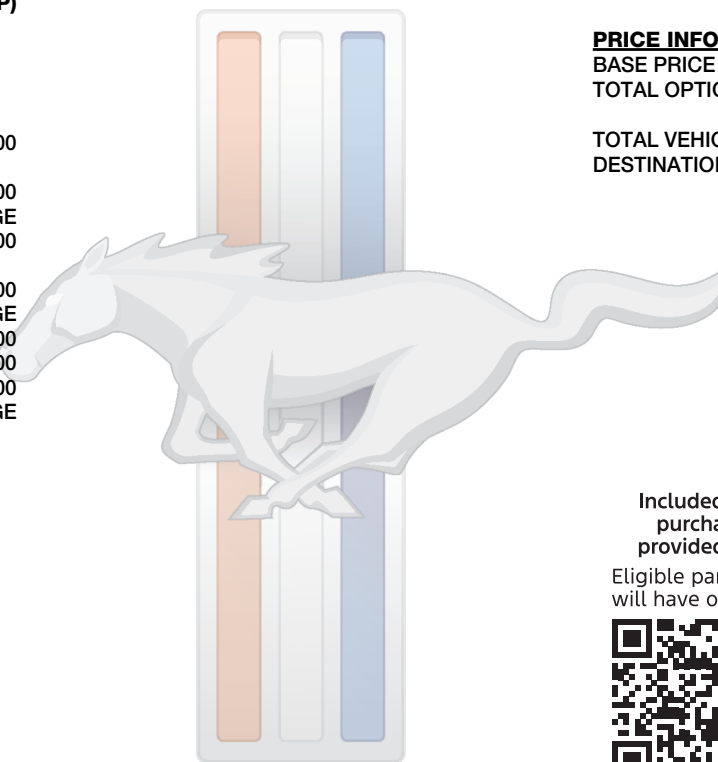 P)
00
00
GE
00
00
GE
00
00
00
GE
PRICE INFO
BASE PRICE
TOTAL OPTIO
TOTAL VEHIC
DESTINATION
Included
purcha
provided
Eligible par
will have o